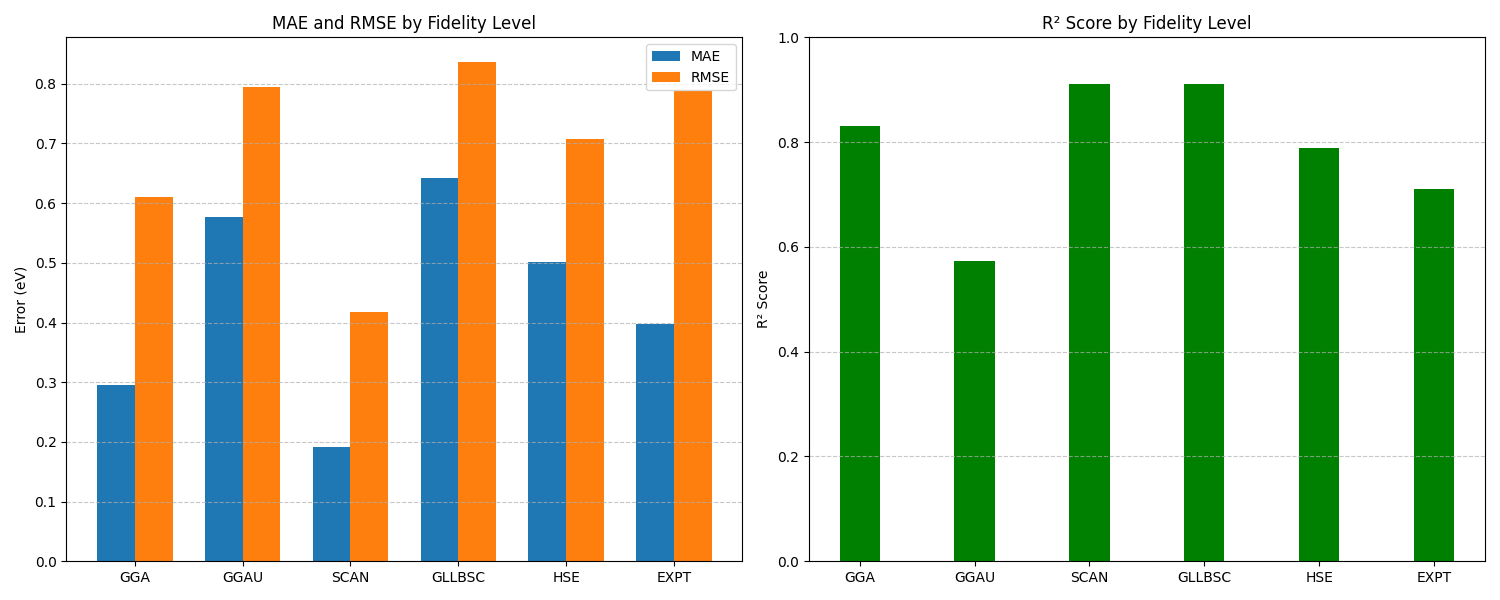 MAE and RMSE by Fidelity Level
MAE
RMSE
Error (eV)
0.8
0.7
0.6
0.5
0.4
0.3
0.2
0.1
0.0
GGA GGAU SCAN GLLBSC HSE EXPT
R² Score by Fidelity Level
R² Score
1.0
0.8
0.6
0.4
0.2
0.0
GGA GGAU SCAN GLLBSC HSE EXPT